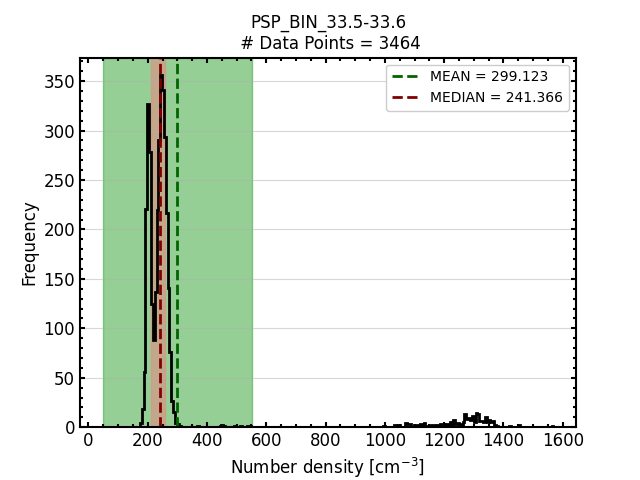 PSP_BIN_33.5-33.6
# Data Points = 3464
MEAN = 299.123
MEDIAN = 241.366
Frequency
350
300
250
200
150
100
50
0
0 200 400 600 800 1000 1200 1400 1600
Number density [cm⁻³]